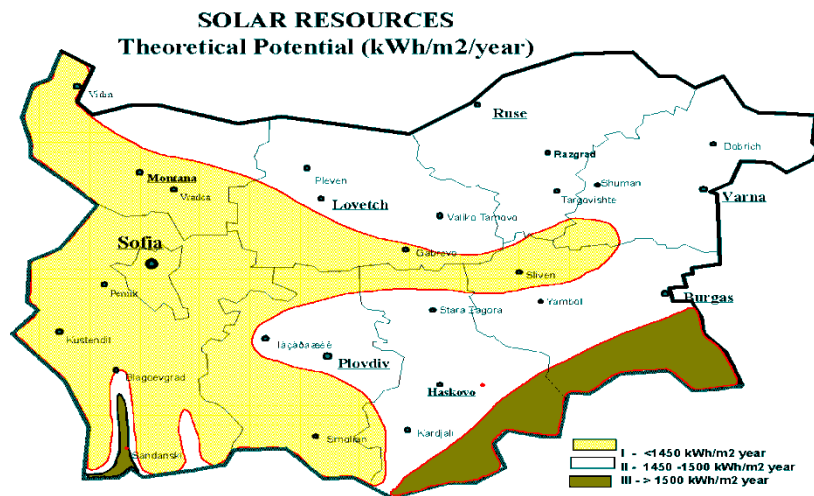 SOLAR RESOURCES
Theoretical Potential (kWh/m2/year)
Vidin
Ruse
Dobrich
Razgrad
Montana
Pleven
Vratca
Targovishte
Shuman
Varna
Lovetch
Valiko Tarnovo
Sofia
Gabrevo
Sliven
Pernik
Burgas
Yambol
Stara Zagora
Kustendil
Iàçàðäæèê
Plovdiv
Blagoevgrad
Haskovo
Kardjali
Smolian
Sandanski
I - <1450 kWh/m2 year
II - 1450 -1500 kWh/m2 year
III - > 1500 kWh/m2 year